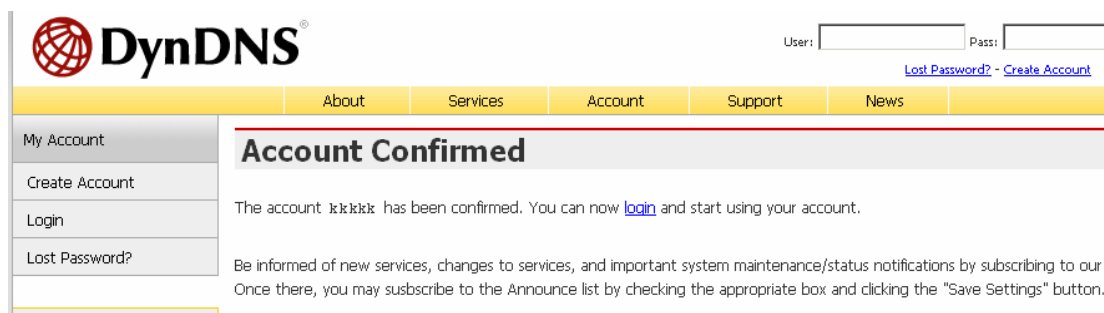 DynDNS®
User: Pass:
Lost Password? - Create Account
About Services Account Support News
My Account
Create Account
Login
Lost Password?
Account Confirmed
The account kkkkk has been confirmed. You can now login and start using your account.
Be informed of new services, changes to services, and important system maintenance/status notifications by subscribing to our
Once there, you may susbscribe to the Announce list by checking the appropriate box and clicking the "Save Settings" button.